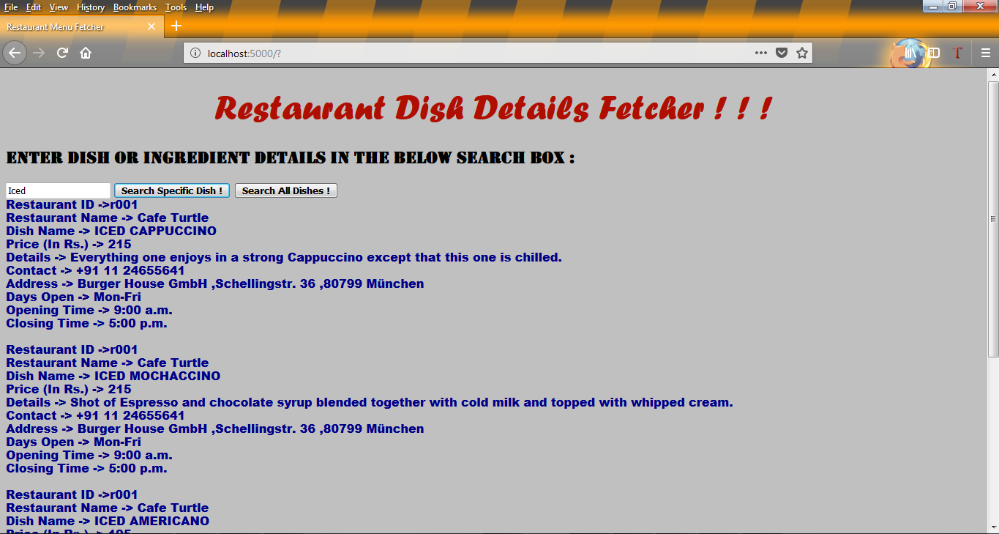 File Edit View History Bookmarks Tools Help
Restaurant Menu Fetcher
localhost:5000/?
Restaurant Dish Details Fetcher ! ! !
ENTER DISH OR INGREDIENT DETAILS IN THE BELOW SEARCH BOX :
Iced Search Specific Dish ! Search All Dishes !
Restaurant ID ->r001
Restaurant Name -> Cafe Turtle
Dish Name -> ICED CAPPUCCINO
Price (In Rs.) -> 215
Details -> Everything one enjoys in a strong Cappuccino except that this one is chilled.
Contact -> +91 11 24655641
Address -> Burger House GmbH ,Schellingstr. 36 ,80799 München
Days Open -> Mon-Fri
Opening Time -> 9:00 a.m.
Closing Time -> 5:00 p.m.
Restaurant ID ->r001
Restaurant Name -> Cafe Turtle
Dish Name -> ICED MOCHACCINO
Price (In Rs.) -> 215
Details -> Shot of Espresso and chocolate syrup blended together with cold milk and topped with whipped cream.
Contact -> +91 11 24655641
Address -> Burger House GmbH ,Schellingstr. 36 ,80799 München
Days Open -> Mon-Fri
Opening Time -> 9:00 a.m.
Closing Time -> 5:00 p.m.
Restaurant ID ->r001
Restaurant Name -> Cafe Turtle
Dish Name -> ICED AMERICANO
Price (In Rs.) -> 195